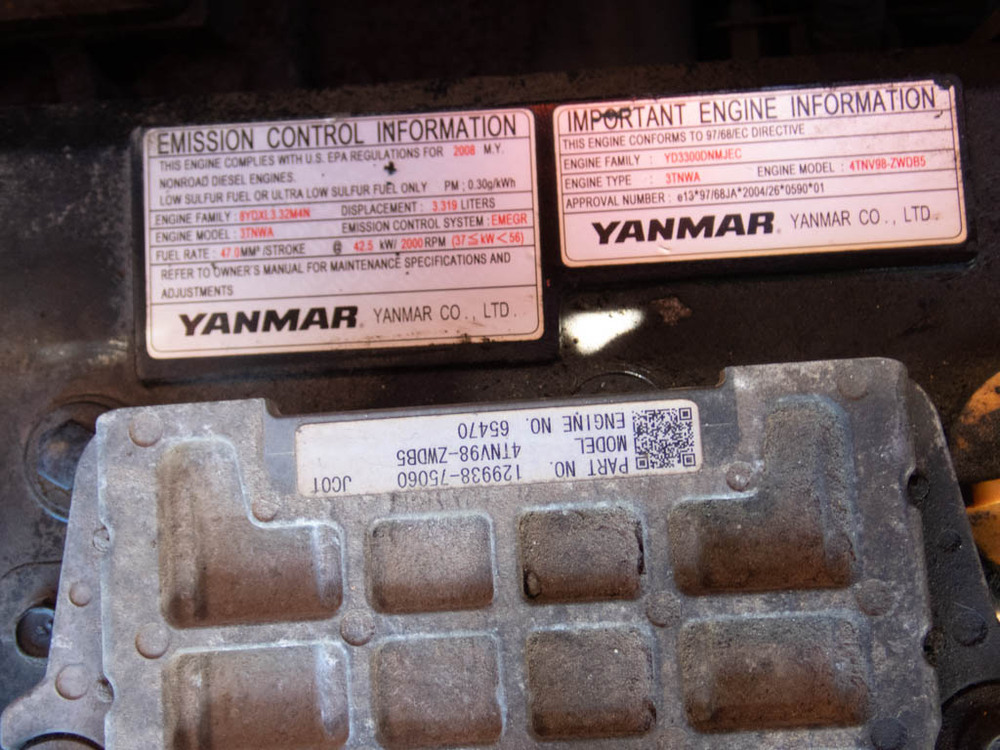 EMISSION CONTROL INFORMATION
THIS ENGINE COMPLIES WITH U.S. EPA REGULATIONS FOR 2008 M.Y.
NONROAD DIESEL ENGINES.
LOW SULFUR FUEL OR ULTRA LOW SULFUR FUEL ONLY PM ; 0.30g/kWh
ENGINE FAMILY : 8YDXL3.32M4N DISPLACEMENT : 3.319 LITERS
ENGINE MODEL : 3TNWA EMISSION CONTROL SYSTEM : EMEGR
FUEL RATE : 47.0MM³/STROKE @ 42.5 kW/ 2000RPM (37≦kW<56)
REFER TO OWNER'S MANUAL FOR MAINTENANCE SPECIFICATIONS AND
ADJUSTMENTS
YANMAR. YANMAR CO., LTD.
IMPORTANT ENGINE INFORMATION
THIS ENGINE CONFORMS TO 97/68/EC DIRECTIVE
ENGINE FAMILY : YD3300DNMJEC
ENGINE TYPE : 3TNWA ENGINE MODEL : 4TNV98-ZWDB5
APPROVAL NUMBER : e13*97/68JA*2004/26*0590*01
YANMAR. YANMAR CO., LTD.
PART NO. 129938-75060 JC01
MODEL 4TNV98-ZWDB5
ENGINE NO. 65470